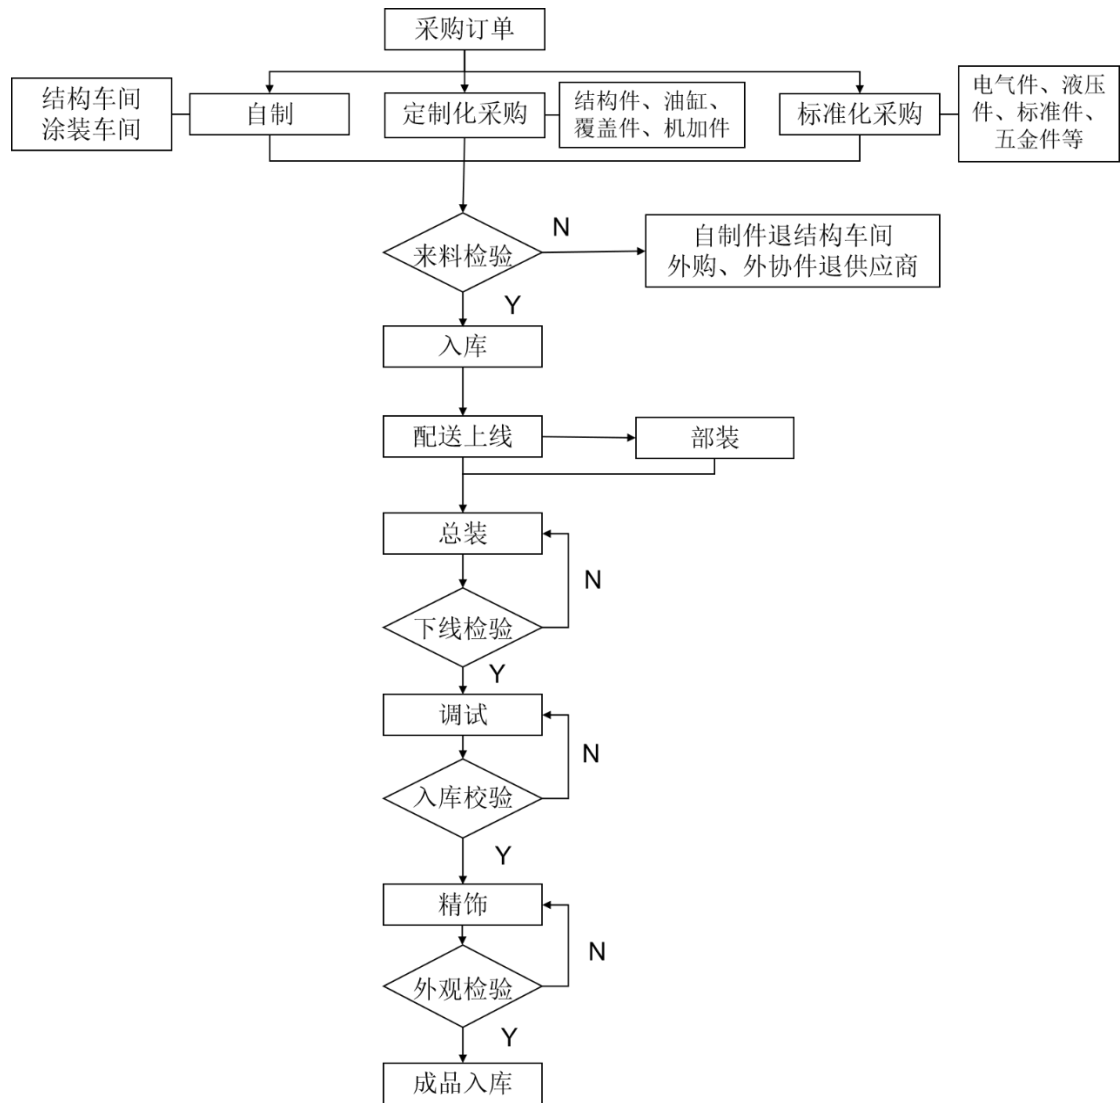 采购订单
结构车间
涂装车间
自制
定制化采购
结构件、油缸、
覆盖件、机加件
标准化采购
电气件、液压
件、标准件、
五金件等
来料检验
N
自制件退结构车间
外购、外协件退供应商
Y
入库
配送上线
部装
总装
N
下线检验
Y
调试
N
入库校验
Y
精饰
N
外观检验
Y
成品入库